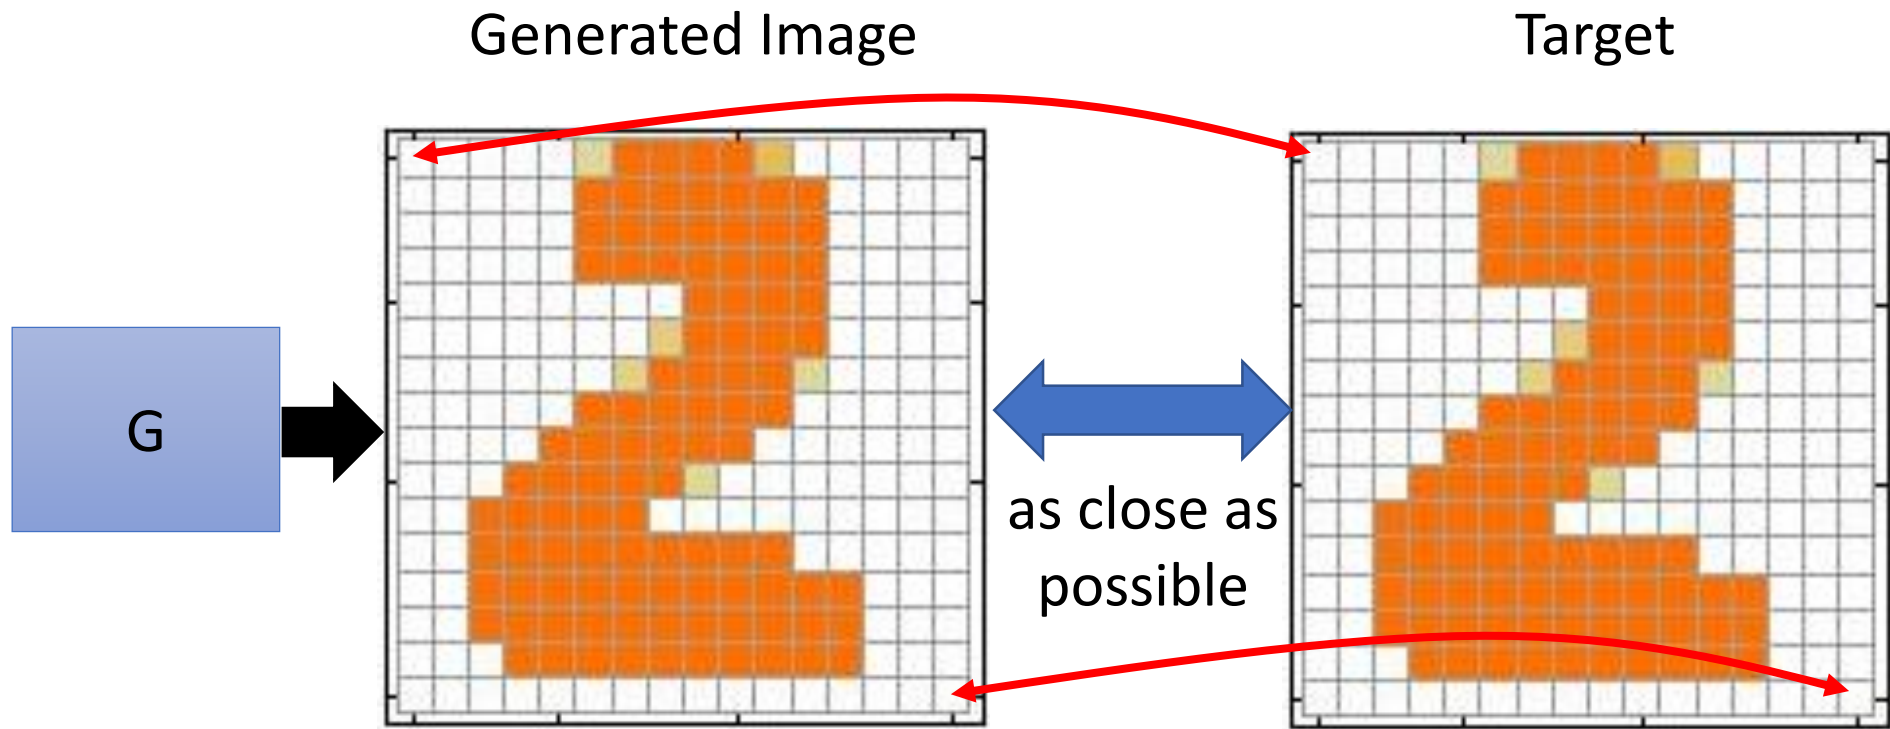 Generated Image
Target
G
as close as
possible